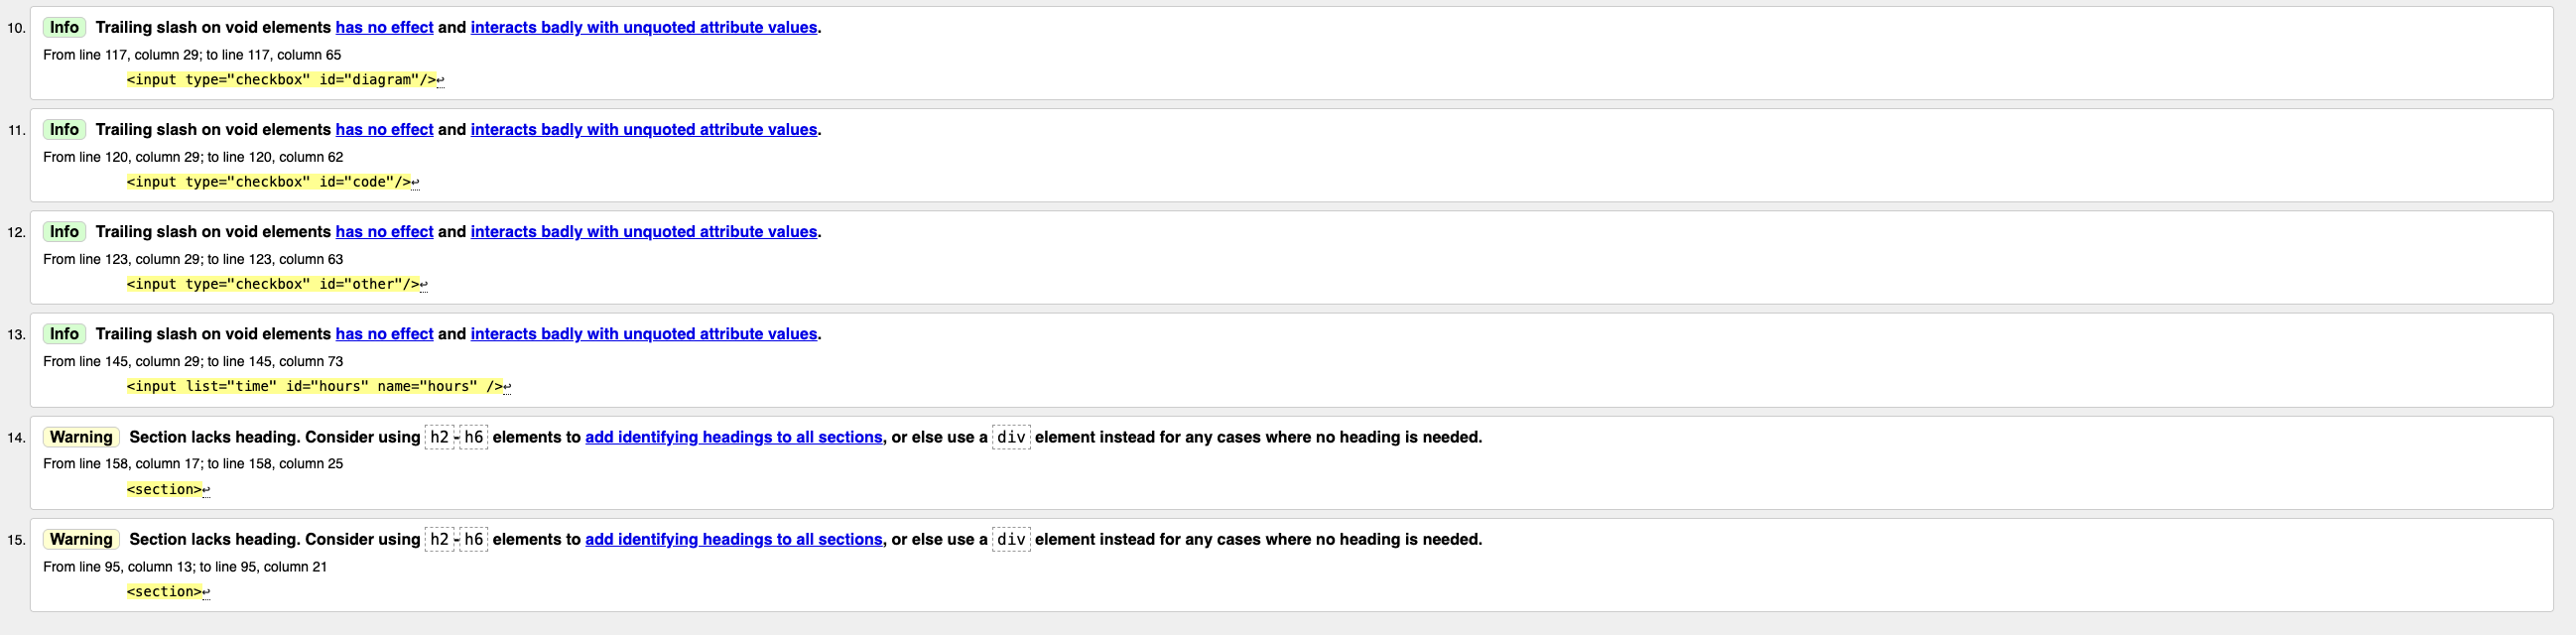 10. Info Trailing slash on void elements has no effect and interacts badly with unquoted attribute values.
From line 117, column 29; to line 117, column 65
<input type="checkbox" id="diagram"/>↩
11. Info Trailing slash on void elements has no effect and interacts badly with unquoted attribute values.
From line 120, column 29; to line 120, column 62
<input type="checkbox" id="code"/>↩
12. Info Trailing slash on void elements has no effect and interacts badly with unquoted attribute values.
From line 123, column 29; to line 123, column 63
<input type="checkbox" id="other"/>↩
13. Info Trailing slash on void elements has no effect and interacts badly with unquoted attribute values.
From line 145, column 29; to line 145, column 73
<input list="time" id="hours" name="hours" />↩
14. Warning Section lacks heading. Consider using h2-h6 elements to add identifying headings to all sections, or else use a div element instead for any cases where no heading is needed.
From line 158, column 17; to line 158, column 25
<section>↩
15. Warning Section lacks heading. Consider using h2-h6 elements to add identifying headings to all sections, or else use a div element instead for any cases where no heading is needed.
From line 95, column 13; to line 95, column 21
<section>↩